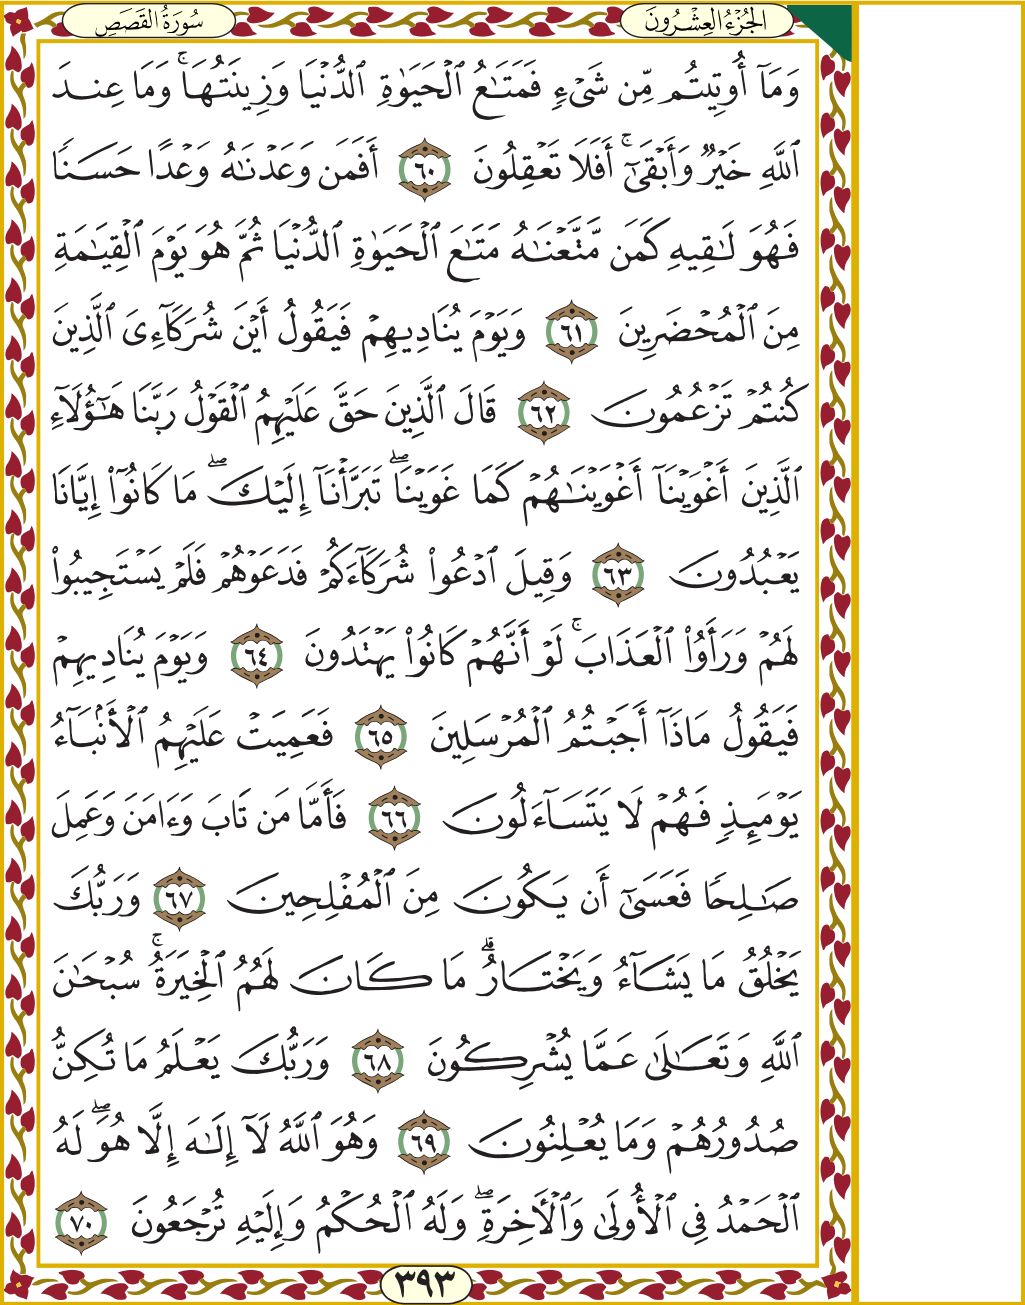 سُورَةُ القَصَصِ
الجُزْءُ العِشْرُونَ
وَمَآ أُوتِيتُم مِّن شَىْءٍ فَمَتَـٰعُ ٱلْحَيَوٰةِ ٱلدُّنْيَا وَزِينَتُهَا ۚ وَمَا عِندَ
ٱللَّهِ خَيْرٌ وَأَبْقَىٰٓ ۚ أَفَلَا تَعْقِلُونَ ٦٠ أَفَمَن وَعَدْنَـٰهُ وَعْدًا حَسَنًا
فَهُوَ لَـٰقِيهِ كَمَن مَّتَّعْنَـٰهُ مَتَـٰعَ ٱلْحَيَوٰةِ ٱلدُّنْيَا ثُمَّ هُوَ يَوْمَ ٱلْقِيَـٰمَةِ
مِنَ ٱلْمُحْضَرِينَ ٦١ وَيَوْمَ يُنَادِيهِمْ فَيَقُولُ أَيْنَ شُرَكَآءِىَ ٱلَّذِينَ
كُنتُمْ تَزْعُمُونَ ٦٢ قَالَ ٱلَّذِينَ حَقَّ عَلَيْهِمُ ٱلْقَوْلُ رَبَّنَا هَـٰٓؤُلَآءِ
ٱلَّذِينَ أَغْوَيْنَآ أَغْوَيْنَـٰهُمْ كَمَا غَوَيْنَا ۖ تَبَرَّأْنَآ إِلَيْكَ ۖ مَا كَانُوٓا۟ إِيَّانَا
يَعْبُدُونَ ٦٣ وَقِيلَ ٱدْعُوا۟ شُرَكَآءَكُمْ فَدَعَوْهُمْ فَلَمْ يَسْتَجِيبُوا۟
لَهُمْ وَرَأَوُا۟ ٱلْعَذَابَ ۚ لَوْ أَنَّهُمْ كَانُوا۟ يَهْتَدُونَ ٦٤ وَيَوْمَ يُنَادِيهِمْ
فَيَقُولُ مَاذَآ أَجَبْتُمُ ٱلْمُرْسَلِينَ ٦٥ فَعَمِيَتْ عَلَيْهِمُ ٱلْأَنۢبَآءُ
يَوْمَئِذٍ فَهُمْ لَا يَتَسَآءَلُونَ ٦٦ فَأَمَّا مَن تَابَ وَءَامَنَ وَعَمِلَ
صَـٰلِحًا فَعَسَىٰٓ أَن يَكُونَ مِنَ ٱلْمُفْلِحِينَ ٦٧ وَرَبُّكَ
يَخْلُقُ مَا يَشَآءُ وَيَخْتَارُ ۗ مَا كَانَ لَهُمُ ٱلْخِيَرَةُ ۚ سُبْحَـٰنَ
ٱللَّهِ وَتَعَـٰلَىٰ عَمَّا يُشْرِكُونَ ٦٨ وَرَبُّكَ يَعْلَمُ مَا تُكِنُّ
صُدُورُهُمْ وَمَا يُعْلِنُونَ ٦٩ وَهُوَ ٱللَّهُ لَآ إِلَـٰهَ إِلَّا هُوَ ۖ لَهُ
ٱلْحَمْدُ فِى ٱلْأُولَىٰ وَٱلْـَٔاخِرَةِ ۖ وَلَهُ ٱلْحُكْمُ وَإِلَيْهِ تُرْجَعُونَ ٧٠
٣٩٣